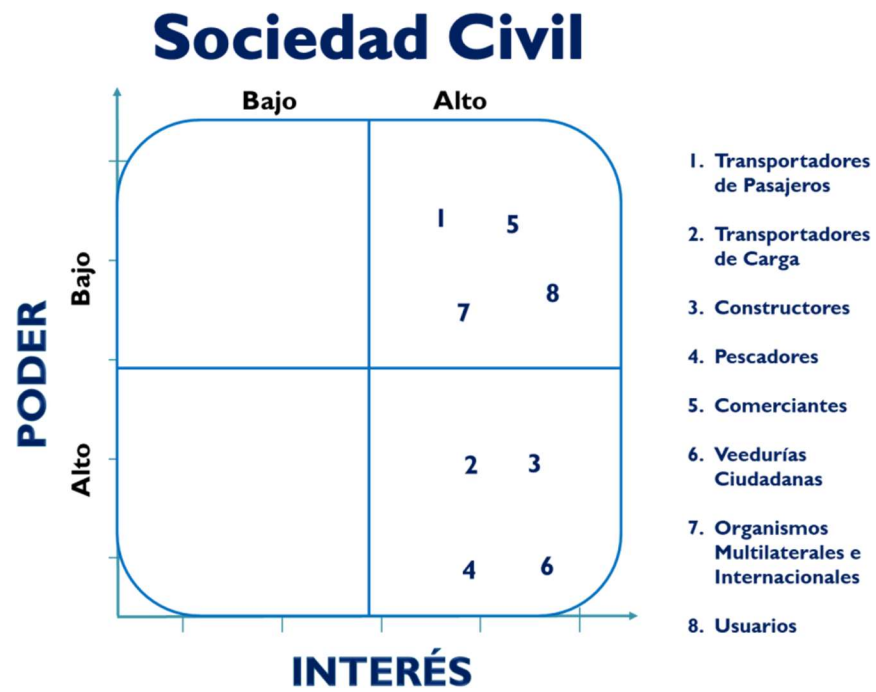 Sociedad Civil
Bajo
Alto
PODER
Bajo
Alto
1
5
8
7
2
3
4
6
INTERÉS
1. Transportadores
de Pasajeros
2. Transportadores
de Carga
3. Constructores
4. Pescadores
5. Comerciantes
6. Veedurías
Ciudadanas
7. Organismos
Multilaterales e
Internacionales
8. Usuarios